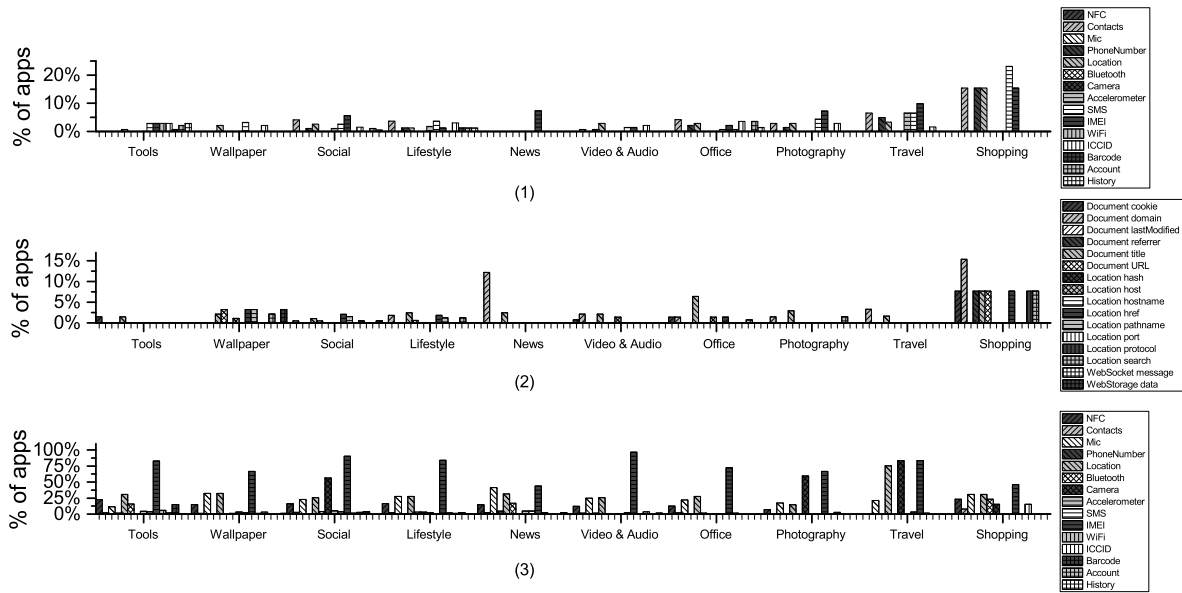 % of apps
20%
10%
0%
Tools Wallpaper Social Lifestyle News Video & Audio Office Photography Travel Shopping
(1)
NFC
Contacts
Mic
PhoneNumber
Location
Bluetooth
Camera
Accelerometer
SMS
IMEI
WiFi
ICCID
Barcode
Account
History
% of apps
15%
10%
5%
0%
Tools Wallpaper Social Lifestyle News Video & Audio Office Photography Travel Shopping
(2)
Document cookie
Document domain
Document lastModified
Document referrer
Document title
Document URL
Location hash
Location host
Location hostname
Location href
Location pathname
Location port
Location protocol
Location search
WebSocket message
WebStorage data
% of apps
100%
75%
50%
25%
0%
Tools Wallpaper Social Lifestyle News Video & Audio Office Photography Travel Shopping
(3)
NFC
Contacts
Mic
PhoneNumber
Location
Bluetooth
Camera
Accelerometer
SMS
IMEI
WiFi
ICCID
Barcode
Account
History